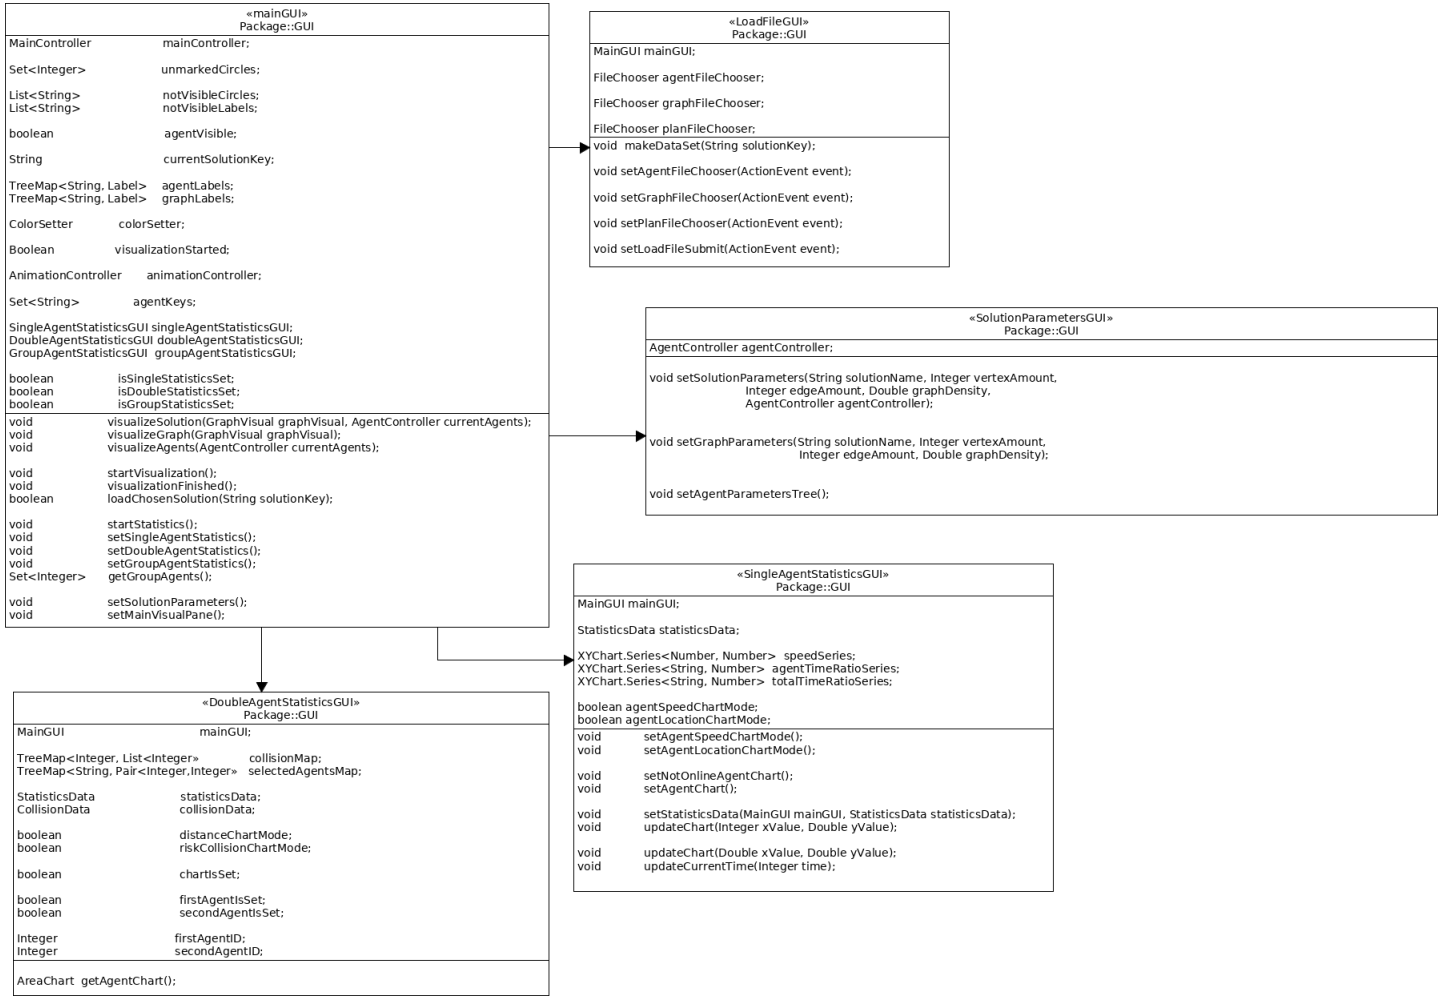 «mainGUI»
Package::GUI
MainController mainController;
Set<Integer> unmarkedCircles;
List<String> notVisibleCircles;
List<String> notVisibleLabels;
boolean agentVisible;
String currentSolutionKey;
TreeMap<String, Label> agentLabels;
TreeMap<String, Label> graphLabels;
ColorSetter colorSetter;
Boolean visualizationStarted;
AnimationController animationController;
Set<String> agentKeys;
SingleAgentStatisticsGUI singleAgentStatisticsGUI;
DoubleAgentStatisticsGUI doubleAgentStatisticsGUI;
GroupAgentStatisticsGUI groupAgentStatisticsGUI;
boolean isSingleStatisticsSet;
boolean isDoubleStatisticsSet;
boolean isGroupStatisticsSet;
void visualizeSolution(GraphVisual graphVisual, AgentController currentAgents);
void visualizeGraph(GraphVisual graphVisual);
void visualizeAgents(AgentController currentAgents);
void startVisualization();
void visualizationFinished();
boolean loadChosenSolution(String solutionKey);
void startStatistics();
void setSingleAgentStatistics();
void setDoubleAgentStatistics();
void setGroupAgentStatistics();
Set<Integer> getGroupAgents();
void setSolutionParameters();
void setMainVisualPane();
«LoadFileGUI»
Package::GUI
MainGUI mainGUI;
FileChooser agentFileChooser;
FileChooser graphFileChooser;
FileChooser planFileChooser;
void makeDataSet(String solutionKey);
void setAgentFileChooser(ActionEvent event);
void setGraphFileChooser(ActionEvent event);
void setPlanFileChooser(ActionEvent event);
void setLoadFileSubmit(ActionEvent event);
«SolutionParametersGUI»
Package::GUI
AgentController agentController;
void setSolutionParameters(String solutionName, Integer vertexAmount,
Integer edgeAmount, Double graphDensity,
AgentController agentController);
void setGraphParameters(String solutionName, Integer vertexAmount,
Integer edgeAmount, Double graphDensity);
void setAgentParametersTree();
«SingleAgentStatisticsGUI»
Package::GUI
MainGUI mainGUI;
StatisticsData statisticsData;
XYChart.Series<Number, Number> speedSeries;
XYChart.Series<String, Number> agentTimeRatioSeries;
XYChart.Series<String, Number> totalTimeRatioSeries;
boolean agentSpeedChartMode;
boolean agentLocationChartMode;
void setAgentSpeedChartMode();
void setAgentLocationChartMode();
void setNotOnlineAgentChart();
void setAgentChart();
void setStatisticsData(MainGUI mainGUI, StatisticsData statisticsData);
void updateChart(Integer xValue, Double yValue);
void updateChart(Double xValue, Double yValue);
void updateCurrentTime(Integer time);
«DoubleAgentStatisticsGUI»
Package::GUI
MainGUI mainGUI;
TreeMap<Integer, List<Integer» collisionMap;
TreeMap<String, Pair<Integer,Integer» selectedAgentsMap;
StatisticsData statisticsData;
CollisionData collisionData;
boolean distanceChartMode;
boolean riskCollisionChartMode;
boolean chartIsSet;
boolean firstAgentIsSet;
boolean secondAgentIsSet;
Integer firstAgentID;
Integer secondAgentID;
AreaChart getAgentChart();